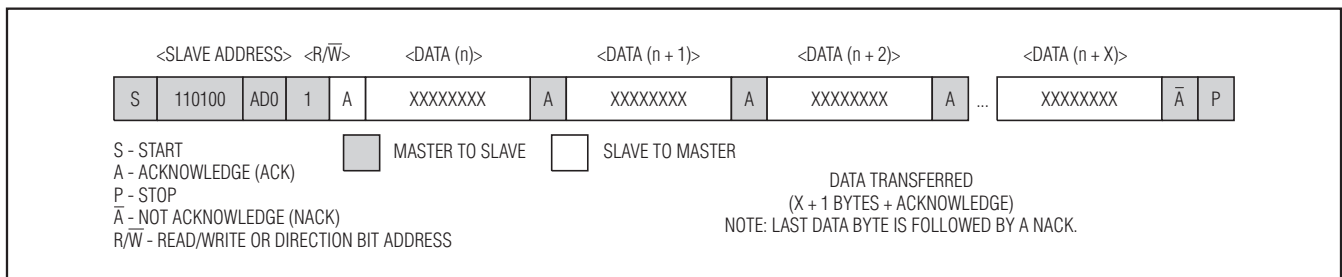 <SLAVE ADDRESS> <R/W̅> <DATA (n)> <DATA (n + 1)> <DATA (n + 2)> <DATA (n + X)>
S 110100 AD0 1 A XXXXXXXX A XXXXXXXX A XXXXXXXX A ... XXXXXXXX A̅ P
S - START
A - ACKNOWLEDGE (ACK)
P - STOP
A̅ - NOT ACKNOWLEDGE (NACK)
R/W̅ - READ/WRITE OR DIRECTION BIT ADDRESS
MASTER TO SLAVE
SLAVE TO MASTER
DATA TRANSFERRED
(X + 1 BYTES + ACKNOWLEDGE)
NOTE: LAST DATA BYTE IS FOLLOWED BY A NACK.